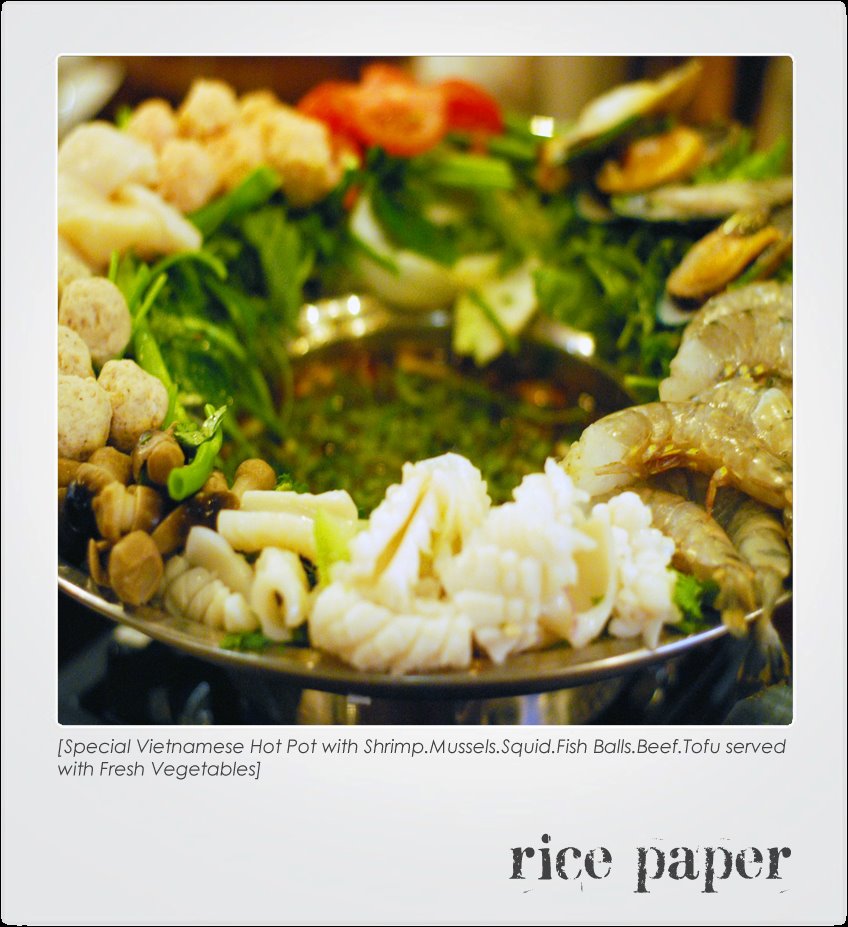 [Special Vietnamese Hot Pot with Shrimp.Mussels.Squid.Fish Balls.Beef.Tofu served
with Fresh Vegetables]
rice paper